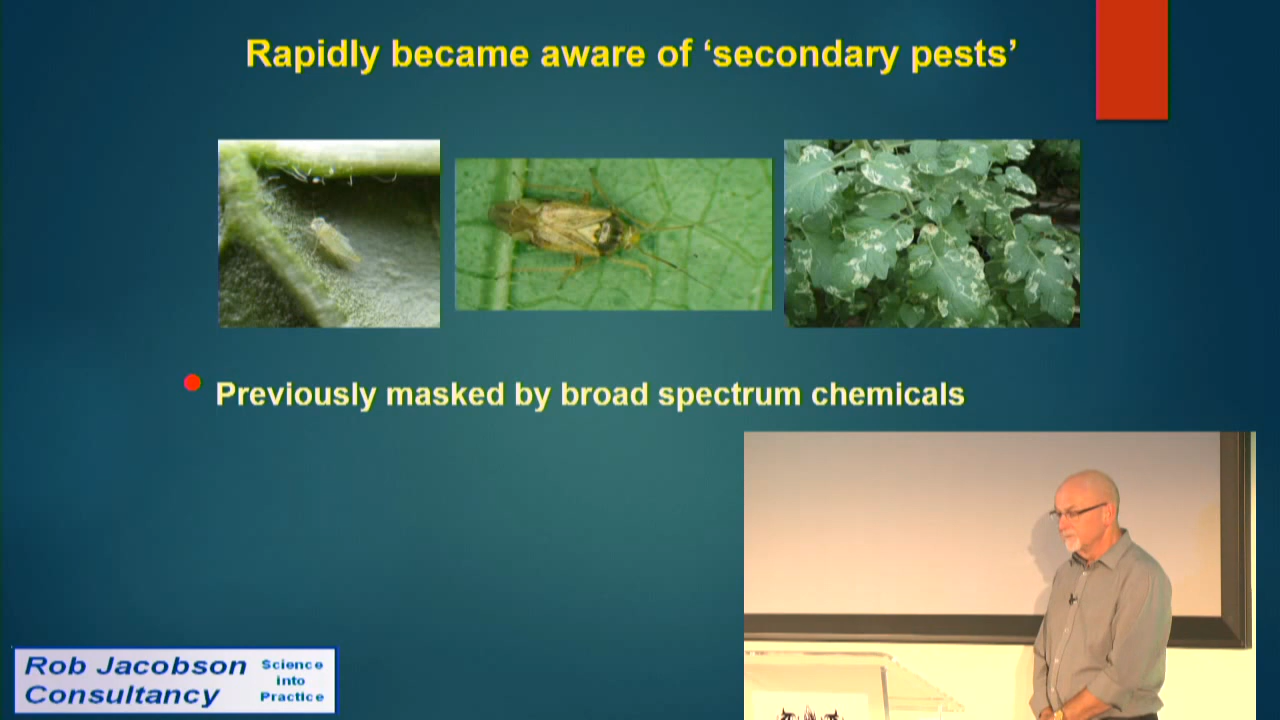 Rapidly became aware of ‘secondary pests’
Previously masked by broad spectrum chemicals
Rob Jacobson
Consultancy
Science
into
Practice